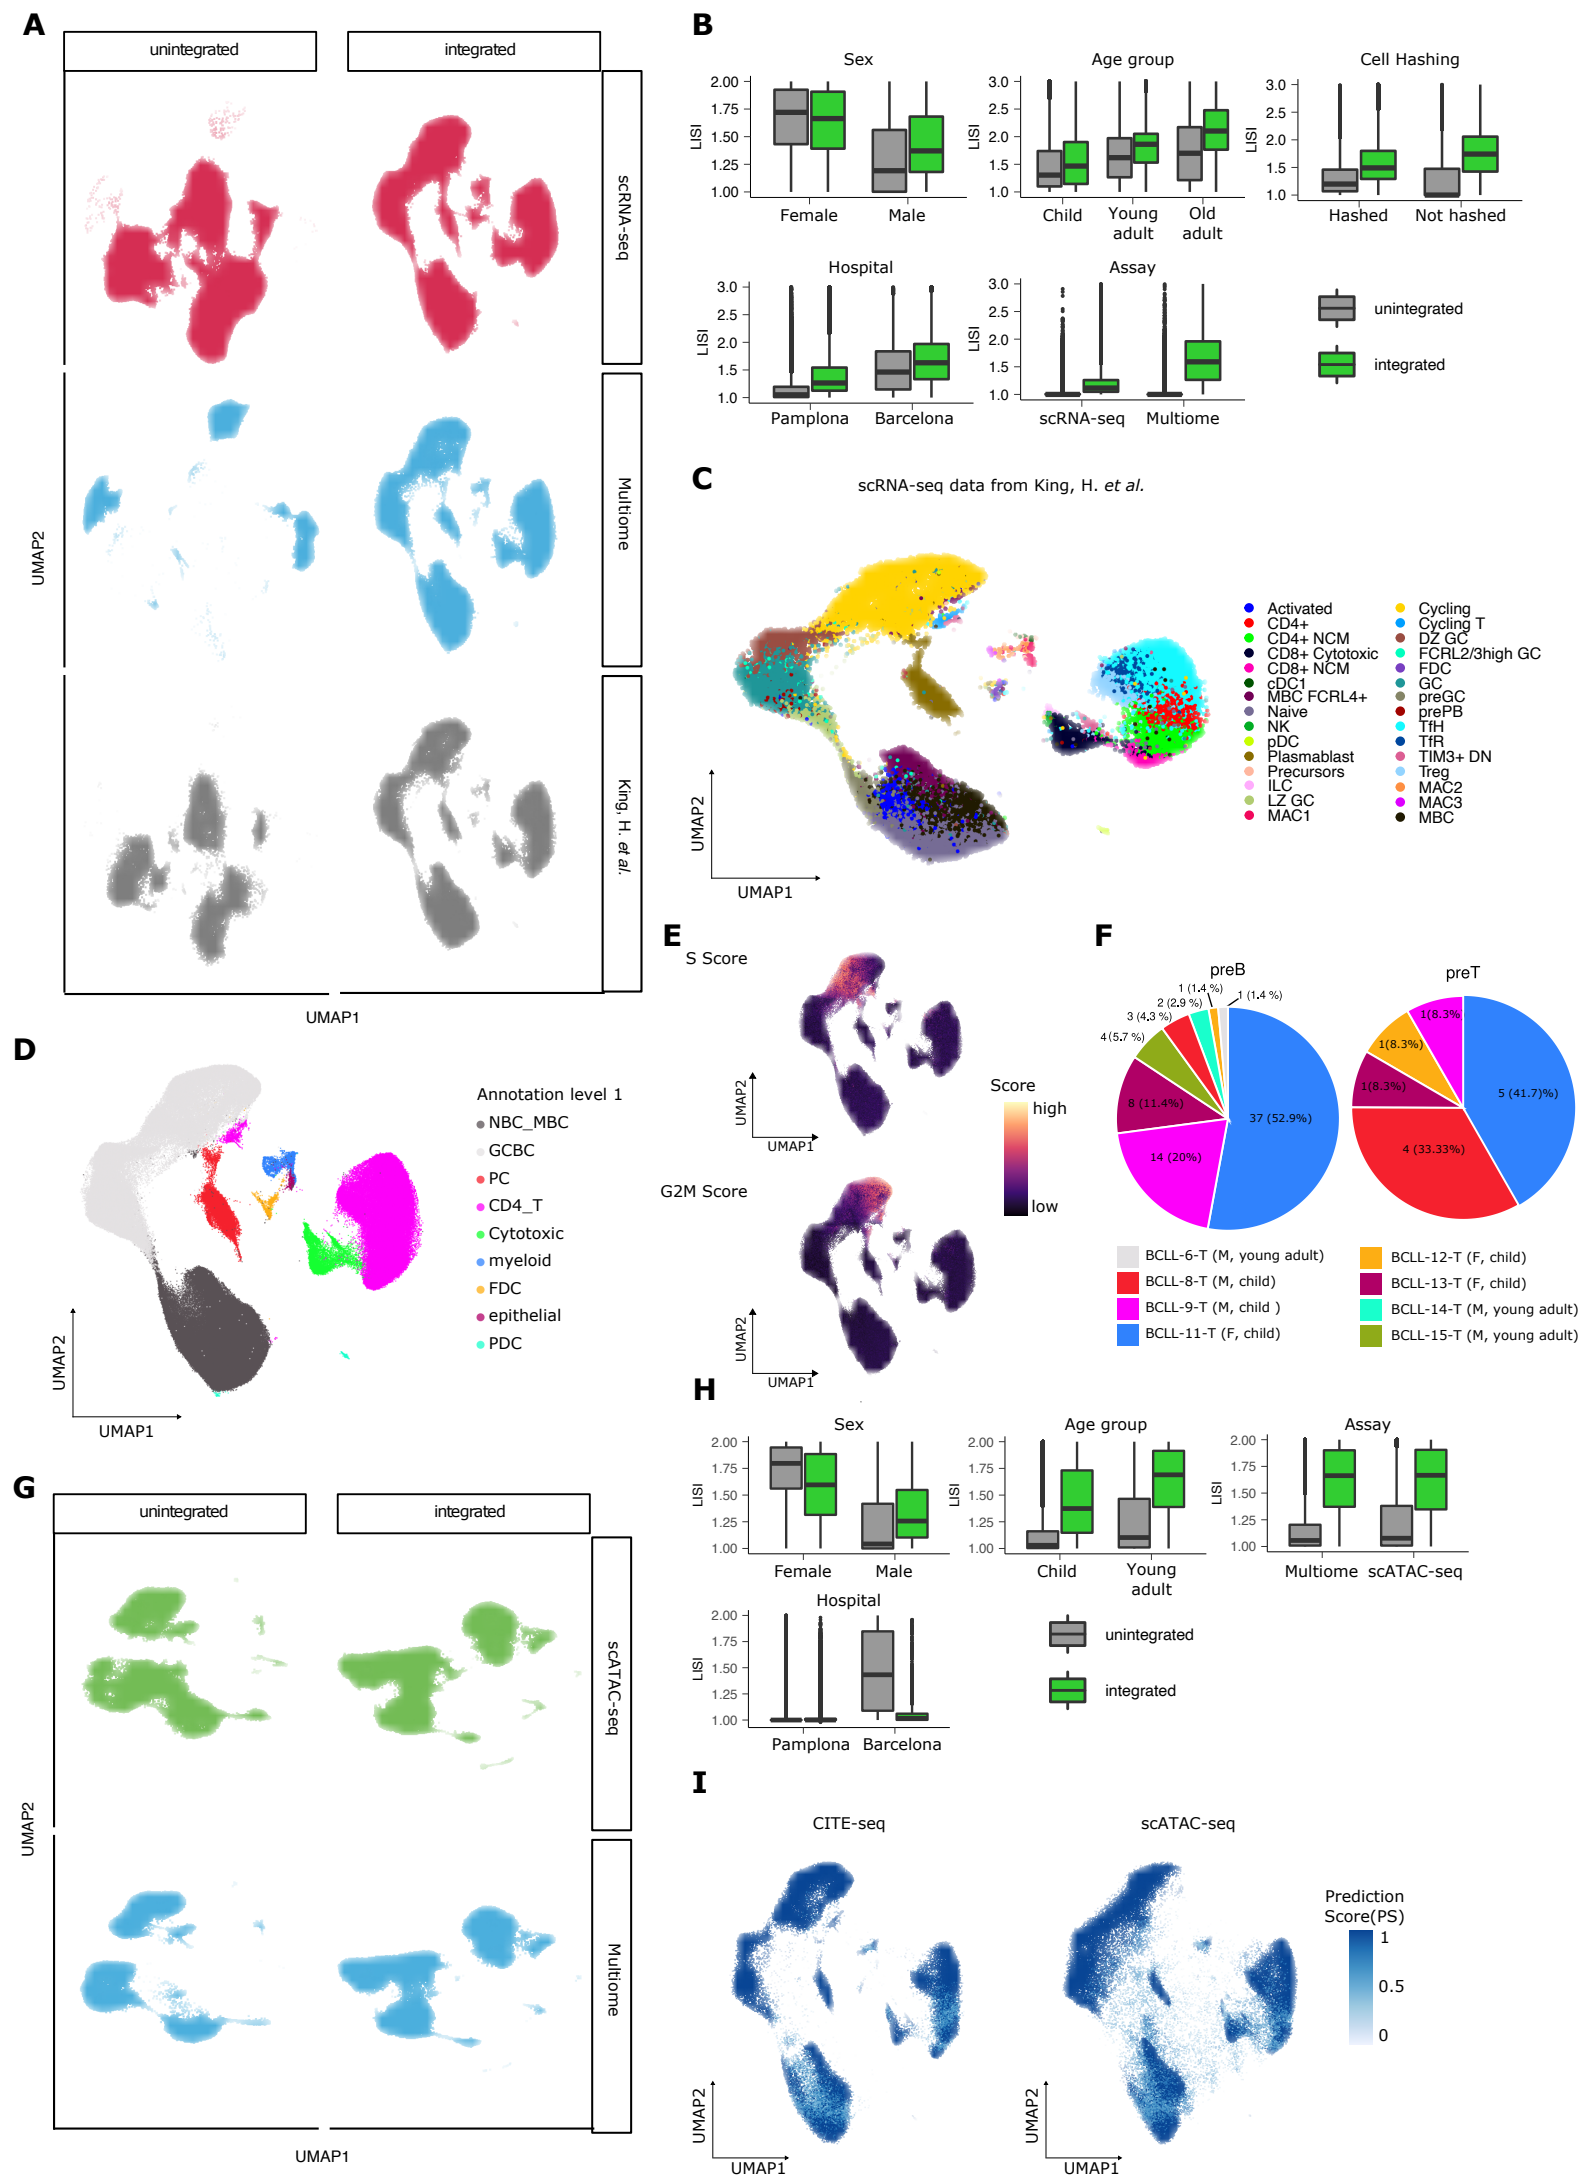 A
unintegrated
integrated
scRNA-seq
Multiome
King, H. et al.
UMAP2
UMAP1
B
Sex
LISI
2.00
1.75
1.50
1.25
1.00
Female
Male
Age group
LISI
3.0
2.5
2.0
1.5
1.0
Child
Young
adult
Old
adult
Cell Hashing
LISI
3.0
2.0
1.5
1.0
Hashed
Not hashed
Hospital
LISI
3.0
2.5
2.0
1.5
1.0
Pamplona
Barcelona
Assay
LISI
3.0
2.5
2.0
1.5
1.0
scRNA-seq
Multiome
unintegrated
integrated
C
scRNA-seq data from King, H. et al.
UMAP2
UMAP1
Activated
CD4+
CD4+ NCM
CD8+ Cytotoxic
CD8+ NCM
cDC1
MBC FCRL4+
Naive
NK
pDC
Plasmablast
Precursors
ILC
LZ GC
MAC1
Cycling
Cycling T
DZ GC
FCRL2/3high GC
FDC
GC
preGC
prePB
TfH
TfR
TIM3+ DN
Treg
MAC2
MAC3
MBC
D
Annotation level 1
NBC_MBC
GCBC
PC
CD4_T
Cytotoxic
myeloid
FDC
epithelial
PDC
UMAP2
UMAP1
E
S Score
UMAP2
UMAP1
G2M Score
UMAP2
UMAP1
Score
high
low
F
preB
1 (1.4 %)
1 (1.4 %)
2 (2.9 %)
3 (4.3 %)
4 (5.7 %)
8 (11.4%)
14 (20%)
37 (52.9%)
preT
1(8.3%
1(8.3%)
1(8.3%)
5 (41.7)%)
4 (33.33%)
BCLL-6-T (M, young adult)
BCLL-8-T (M, child)
BCLL-9-T (M, child )
BCLL-11-T (F, child)
BCLL-12-T (F, child)
BCLL-13-T (F, child)
BCLL-14-T (M, young adult)
BCLL-15-T (M, young adult)
G
unintegrated
integrated
scATAC-seq
Multiome
UMAP2
UMAP1
H
Sex
LISI
2.00
1.75
1.50
1.25
1.00
Female
Male
Age group
LISI
2.00
1.75
1.50
1.25
1.00
Child
Young
adult
Assay
LISI
2.00
1.75
1.50
1.25
1.00
Multiome
scATAC-seq
Hospital
LISI
2.00
1.75
1.50
1.25
1.00
Pamplona
Barcelona
unintegrated
integrated
I
CITE-seq
UMAP2
UMAP1
scATAC-seq
UMAP2
UMAP1
Prediction
Score(PS)
1
0.5
0